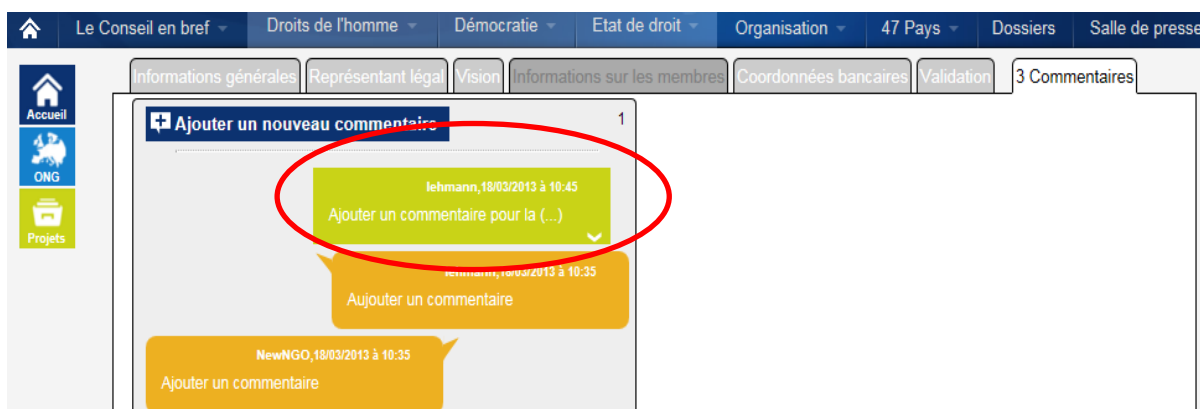 Le Conseil en bref Droits de l'homme Démocratie Etat de droit Organisation 47 Pays Dossiers Salle de presse
Informations générales Représentant légal Vision Informations sur les membres Coordonnées bancaires Validation 3 Commentaires
Accueil
ONG
Projets
Ajouter un nouveau commentaire 1
lehmann,18/03/2013 à 10:45
Ajouter un commentaire pour la (...)
lehmann,18/03/2013 à 10:35
Aujouter un commentaire
NewNGO,18/03/2013 à 10:35
Ajouter un commentaire